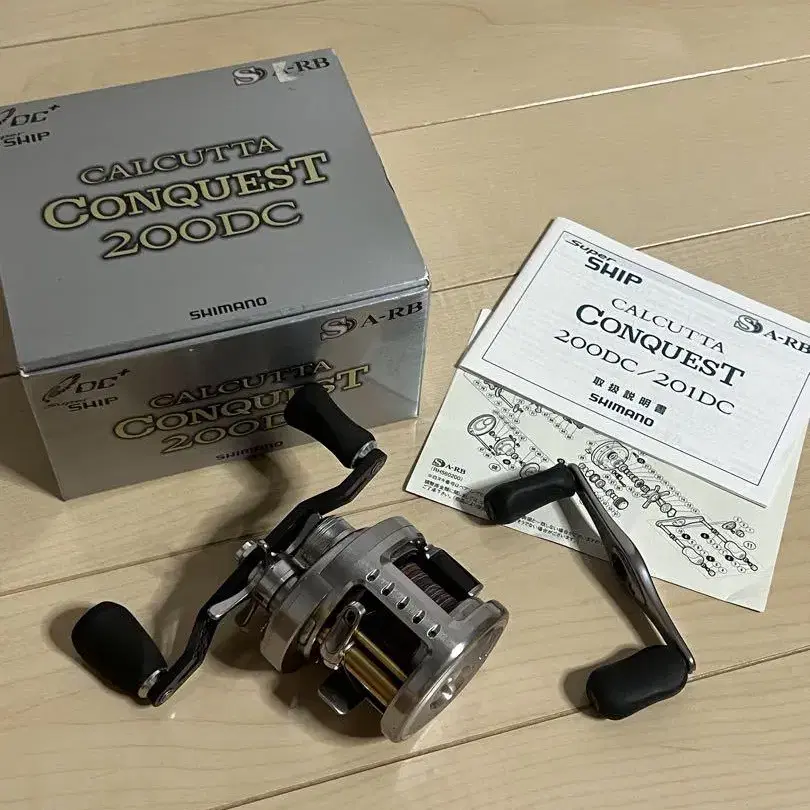 S A-RB
DC+
Super
SHIP
CALCUTTA
CONQUEST
200DC
SHIMANO
S A-RB
DC+
Super SHIP
CALCUTTA
CONQUEST
200DC
SHIMANO
Super
SHIP
CALCUTTA
S A-RB
CONQUEST
200DC/201DC
取扱説明書
SHIMANO
S A-RB